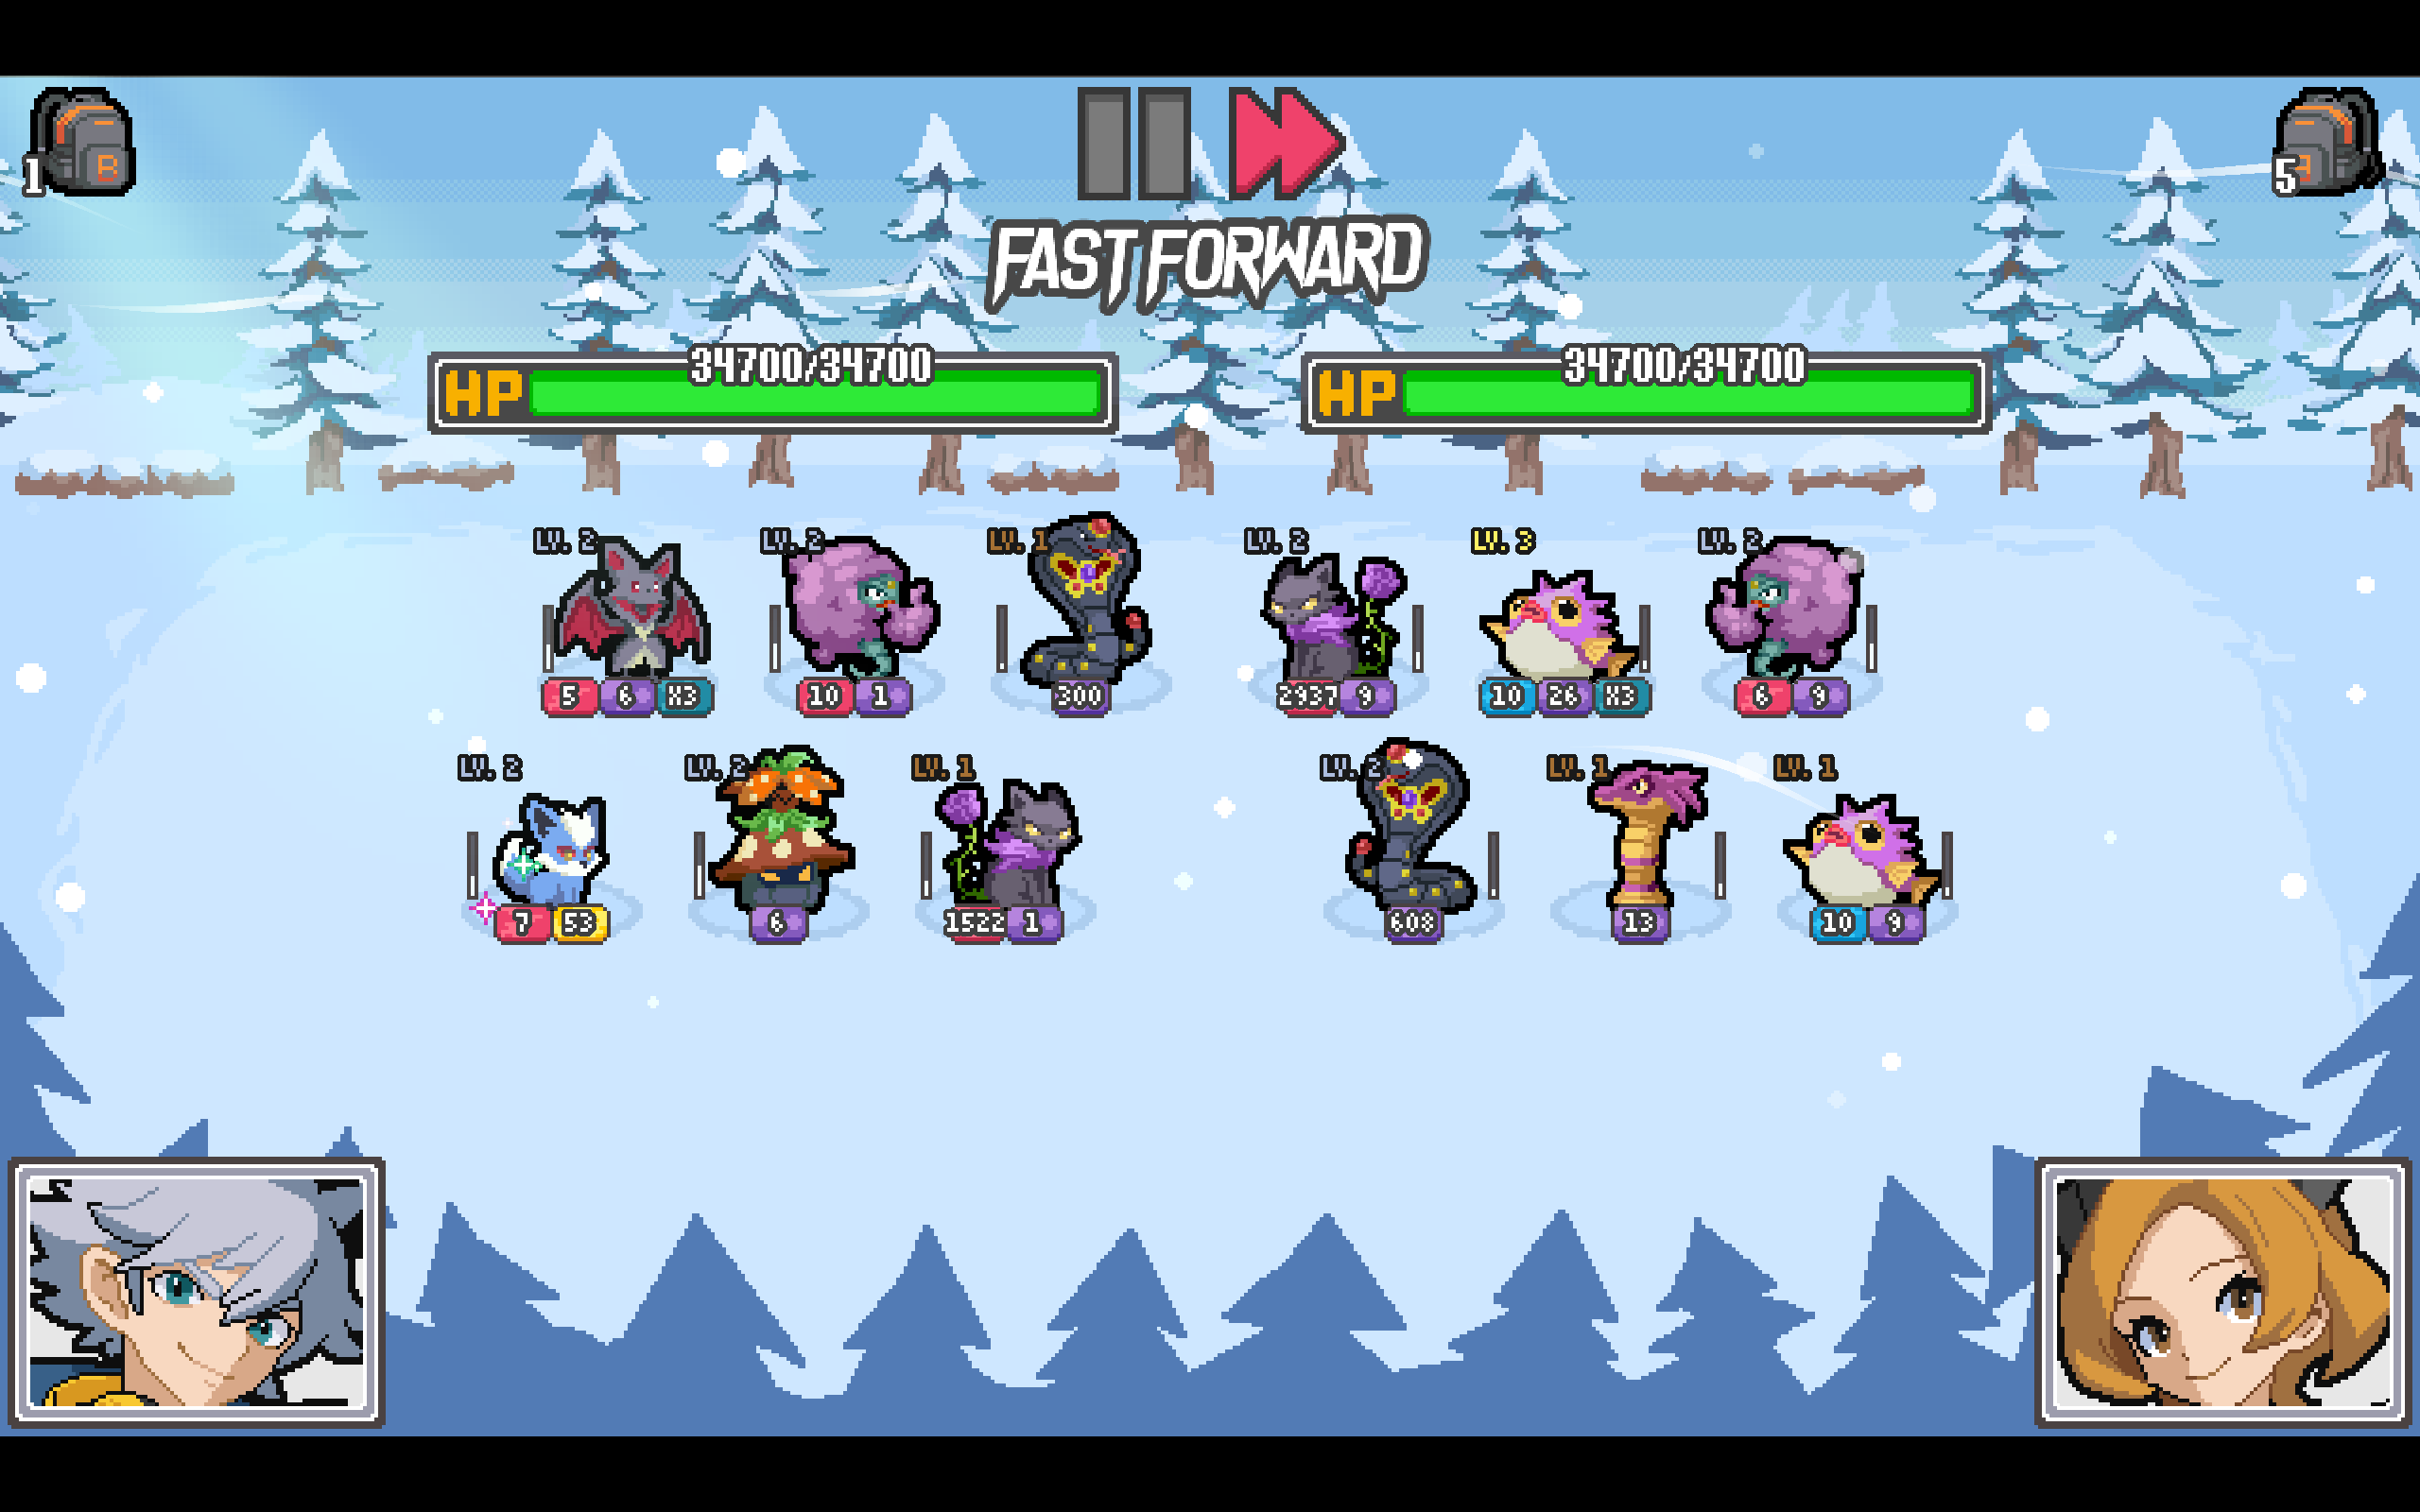 1
B
5
FAST FORWARD
HP 34700/34700
HP 34700/34700
LV. 2
LV. 2
LV. 1
LV. 2
LV. 3
LV. 2
5 6 X3
10 1
300
2937 9
10 26 X3
6 9
LV. 2
LV. 2
LV. 1
LV. 2
LV. 1
LV. 1
7 53
6
1522 1
608
13
10 9